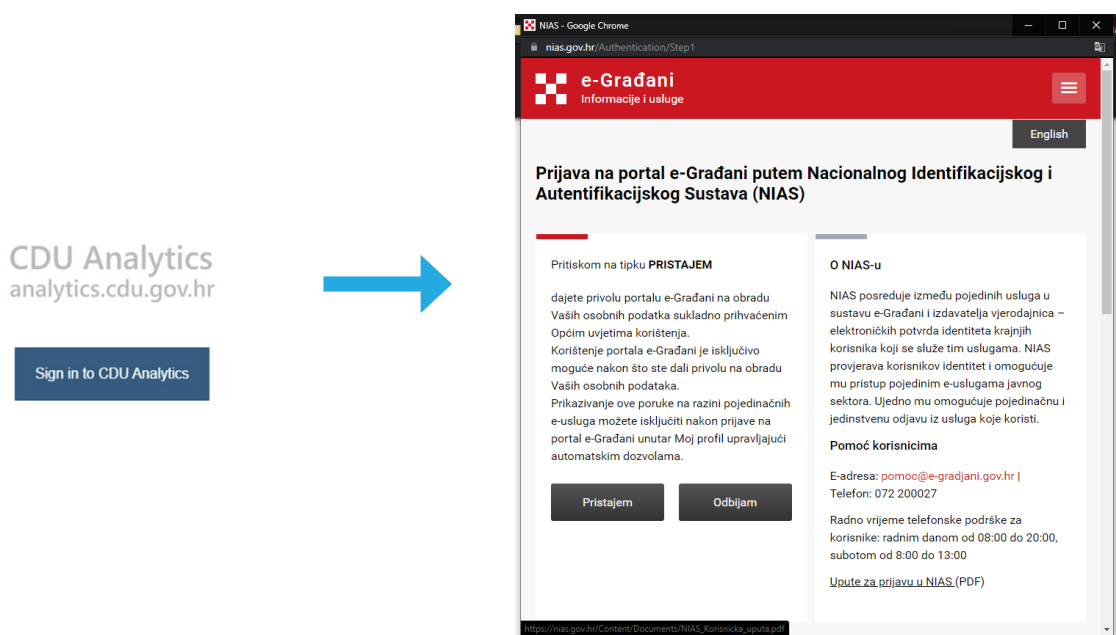 CDU Analytics
analytics.cdu.gov.hr
Sign in to CDU Analytics
NIAS - Google Chrome
nias.gov.hr/Authentication/Step1
e-Građani
Informacije i usluge
English
Prijava na portal e-Građani putem Nacionalnog Identifikacijskog i
Autentifikacijskog Sustava (NIAS)
Pritiskom na tipku PRISTAJEM
dajete privolu portalu e-Građani na obradu
Vaših osobnih podatka sukladno prihvaćenim
Općim uvjetima korištenja.
Korištenje portala e-Građani je isključivo
moguće nakon što ste dali privolu na obradu
Vaših osobnih podataka.
Prikazivanje ove poruke na razini pojedinačnih
e-usluga možete isključiti nakon prijave na
portal e-Građani unutar Moj profil upravljajući
automatskim dozvolama.
Pristajem
Odbijam
O NIAS-u
NIAS posreduje između pojedinih usluga u
sustavu e-Građani i izdavatelja vjerodajnica –
elektroničkih potvrda identiteta krajnjih
korisnika koji se služe tim uslugama. NIAS
provjerava korisnikov identitet i omogućuje
mu pristup pojedinim e-uslugama javnog
sektora. Ujedno mu omogućuje pojedinačnu i
jedinstvenu odjavu iz usluga koje koristi.
Pomoć korisnicima
E-adresa: pomoc@e-gradjani.gov.hr |
Telefon: 072 200027
Radno vrijeme telefonske podrške za
korisnike: radnim danom od 08:00 do 20:00,
subotom od 8:00 do 13:00
Upute za prijavu u NIAS (PDF)
https://nias.gov.hr/Content/Documents/NIAS_Korisnicka_uputa.pdf